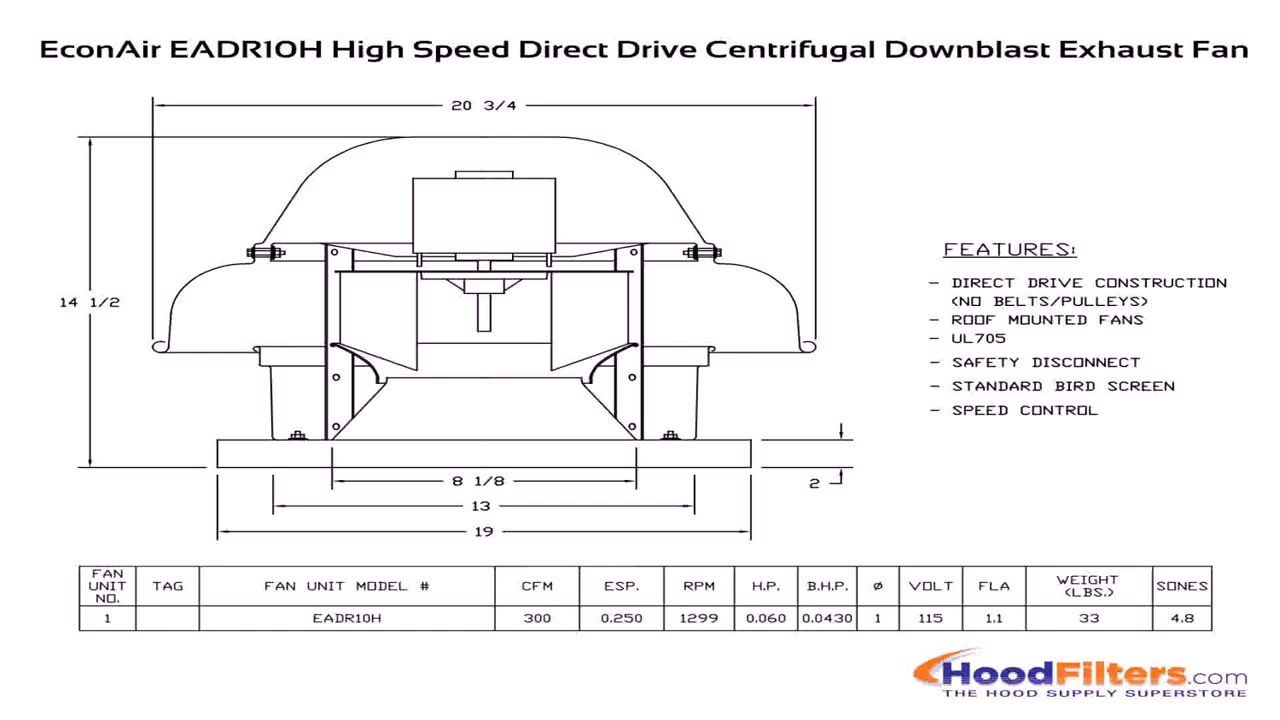 EconAir EADR10H High Speed Direct Drive Centrifugal Downblast Exhaust Fan
20 3/4
14 1/2
FEATURES:
- DIRECT DRIVE CONSTRUCTION
(NO BELTS/PULLEYS)
- ROOF MOUNTED FANS
- UL705
- SAFETY DISCONNECT
- STANDARD BIRD SCREEN
- SPEED CONTROL
2
8 1/8
13
19
FAN UNIT NO. TAG FAN UNIT MODEL # CFM ESP. RPM H.P. B.H.P. Ø VOLT FLA WEIGHT (LBS.) SONES
1 EADR10H 300 0.250 1299 0.060 0.0430 1 115 1.1 33 4.8
HoodFilters.com
THE HOOD SUPPLY SUPERSTORE